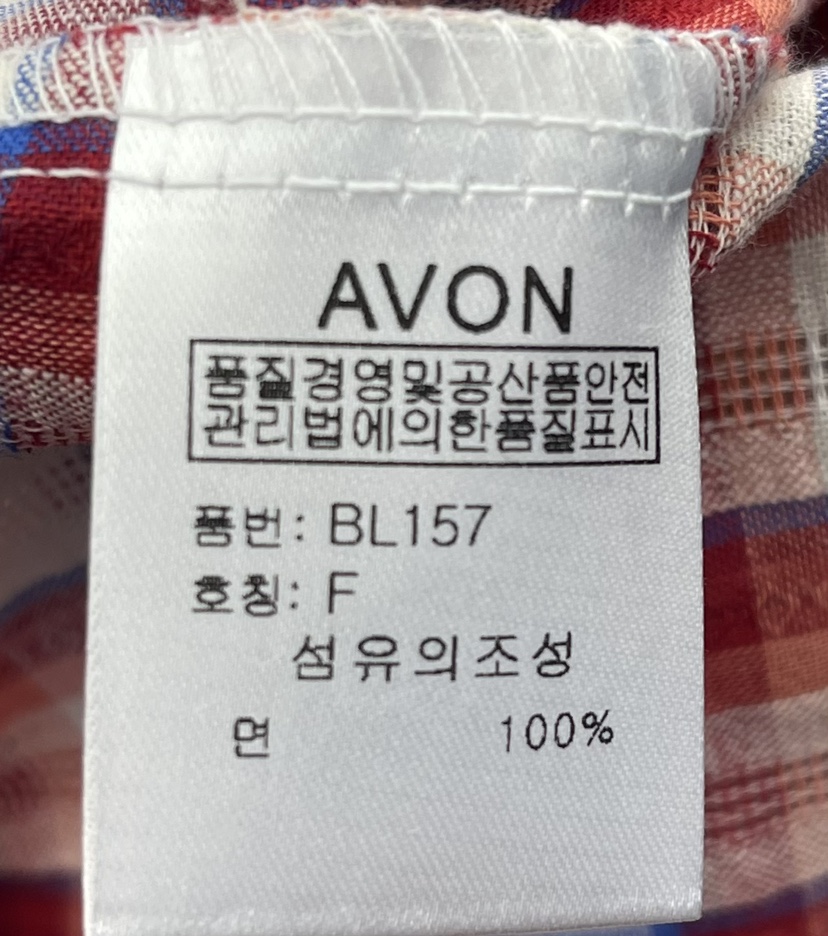 AVON
품질경영및공산품안전
관리법에의한품질표시
품번: BL157
호칭: F
섬유의조성
면 100%